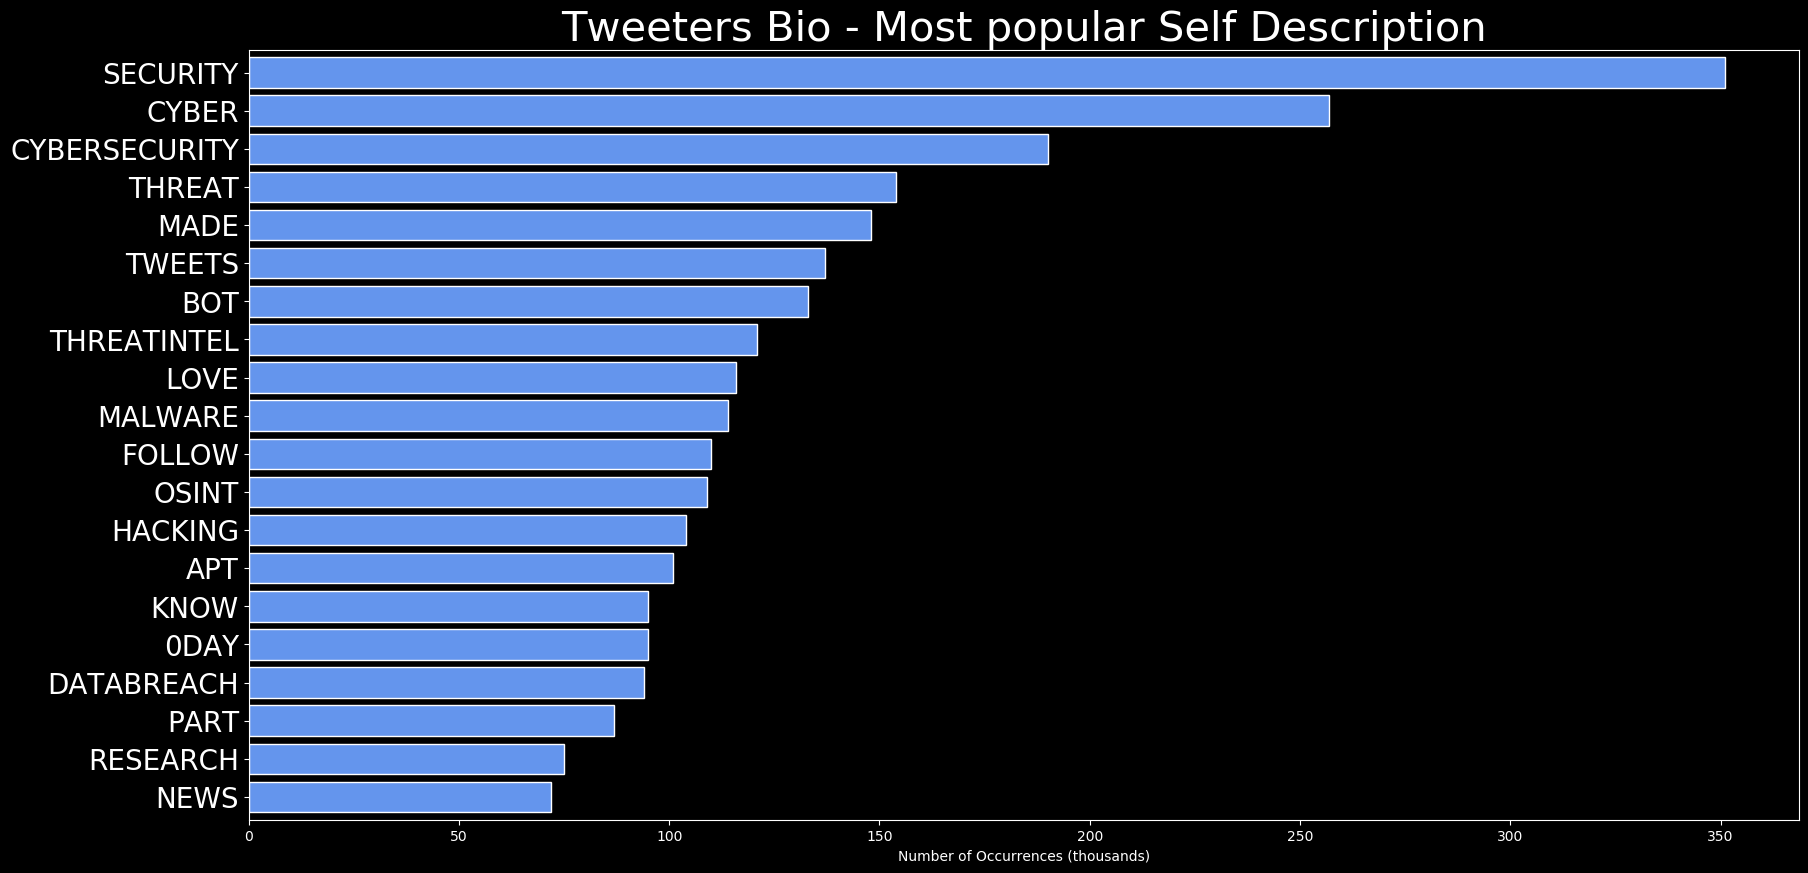 Tweeters Bio - Most popular Self Description
SECURITY
CYBER
CYBERSECURITY
THREAT
MADE
TWEETS
BOT
THREATINTEL
LOVE
MALWARE
FOLLOW
OSINT
HACKING
APT
KNOW
0DAY
DATABREACH
PART
RESEARCH
NEWS
0 50 100 150 200 250 300 350
Number of Occurrences (thousands)